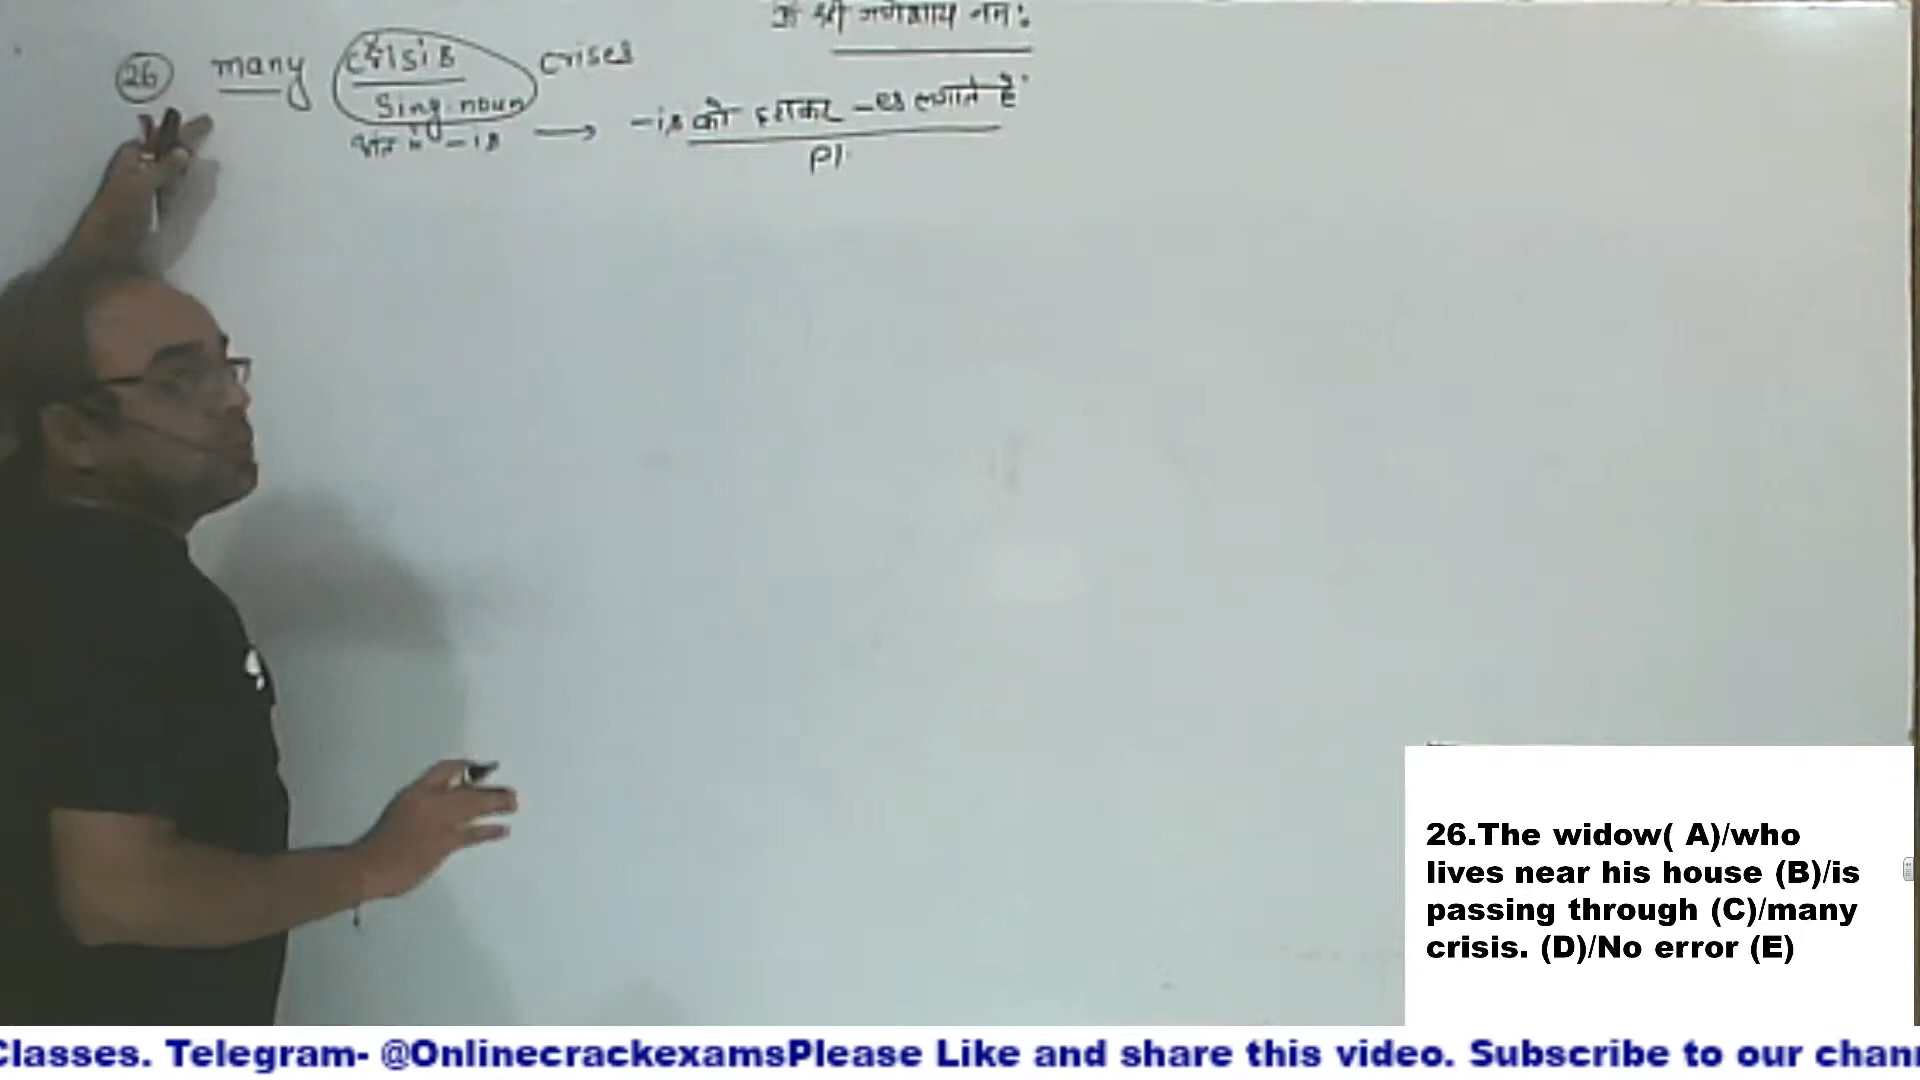 ॐ श्री गणेशाय नमः
26 many crisis crises
Sing. noun
अंत में -is → -is को हटाकर -es लगाते हैं
Pl.
26.The widow( A)/who
lives near his house (B)/is
passing through (C)/many
crisis. (D)/No error (E)
Classes. Telegram- @OnlinecrackexamsPlease Like and share this video. Subscribe to our chan